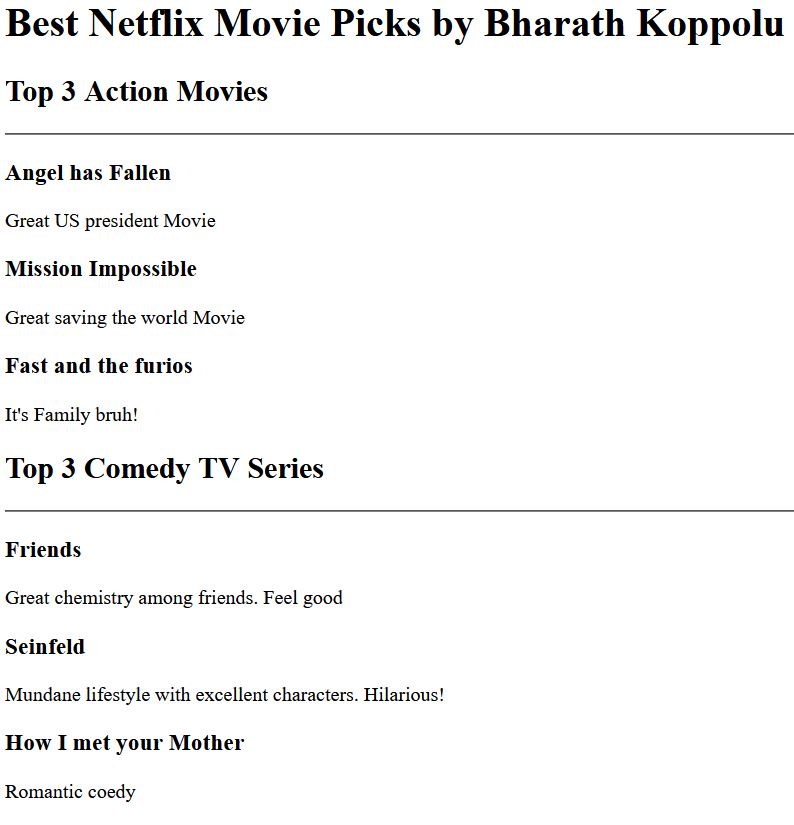 Best Netflix Movie Picks by Bharath Koppolu
Top 3 Action Movies
Angel has Fallen
Great US president Movie
Mission Impossible
Great saving the world Movie
Fast and the furios
It's Family bruh!
Top 3 Comedy TV Series
Friends
Great chemistry among friends. Feel good
Seinfeld
Mundane lifestyle with excellent characters. Hilarious!
How I met your Mother
Romantic coedy